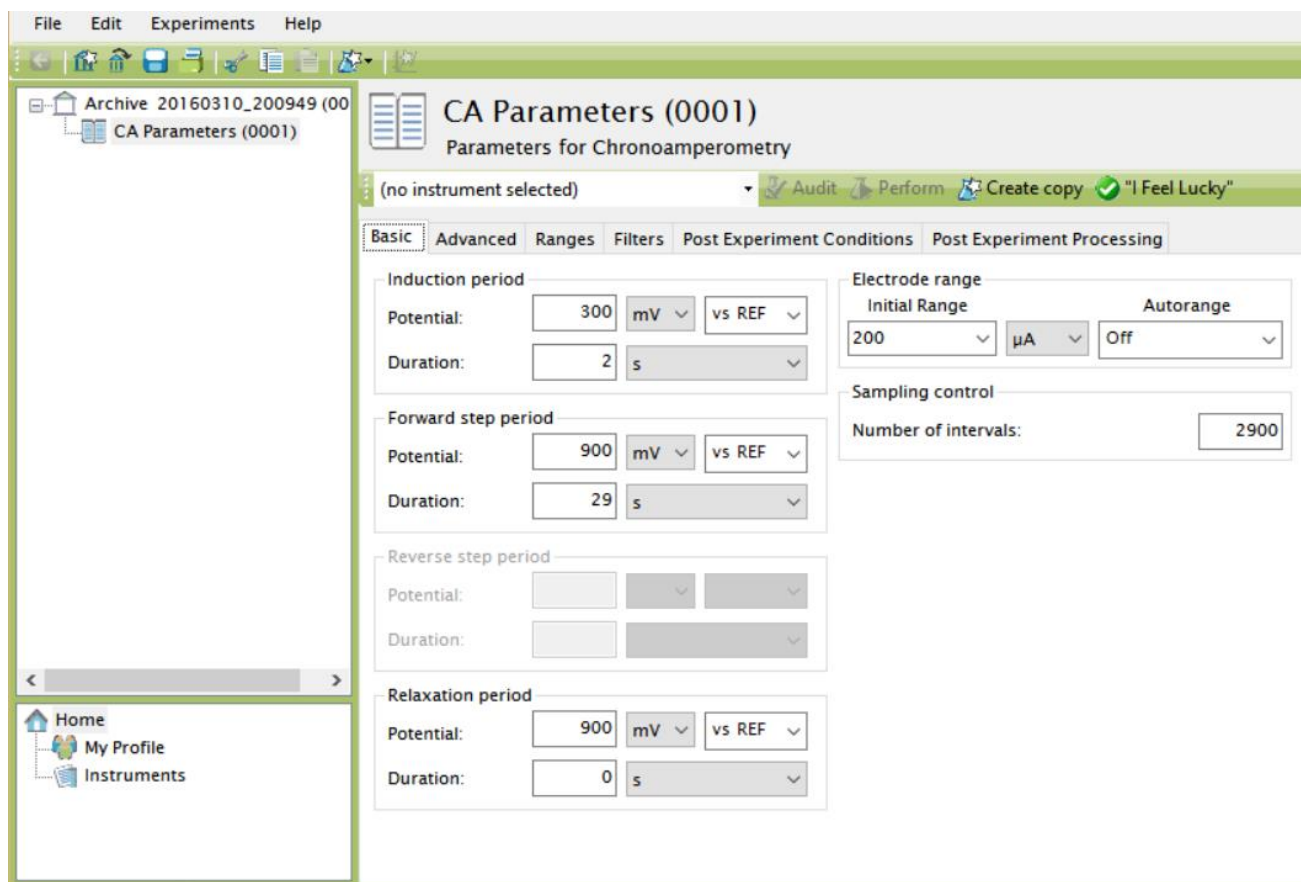 File Edit Experiments Help
Archive 20160310_200949 (00
CA Parameters (0001)
CA Parameters (0001)
Parameters for Chronoamperometry
(no instrument selected) Audit Perform Create copy "I Feel Lucky"
Basic Advanced Ranges Filters Post Experiment Conditions Post Experiment Processing
Induction period
Potential: 300 mV vs REF
Duration: 2 s
Forward step period
Potential: 900 mV vs REF
Duration: 29 s
Reverse step period
Potential:
Duration:
Relaxation period
Potential: 900 mV vs REF
Duration: 0 s
Electrode range
Initial Range Autorange
200 µA Off
Sampling control
Number of intervals: 2900
Home
My Profile
Instruments